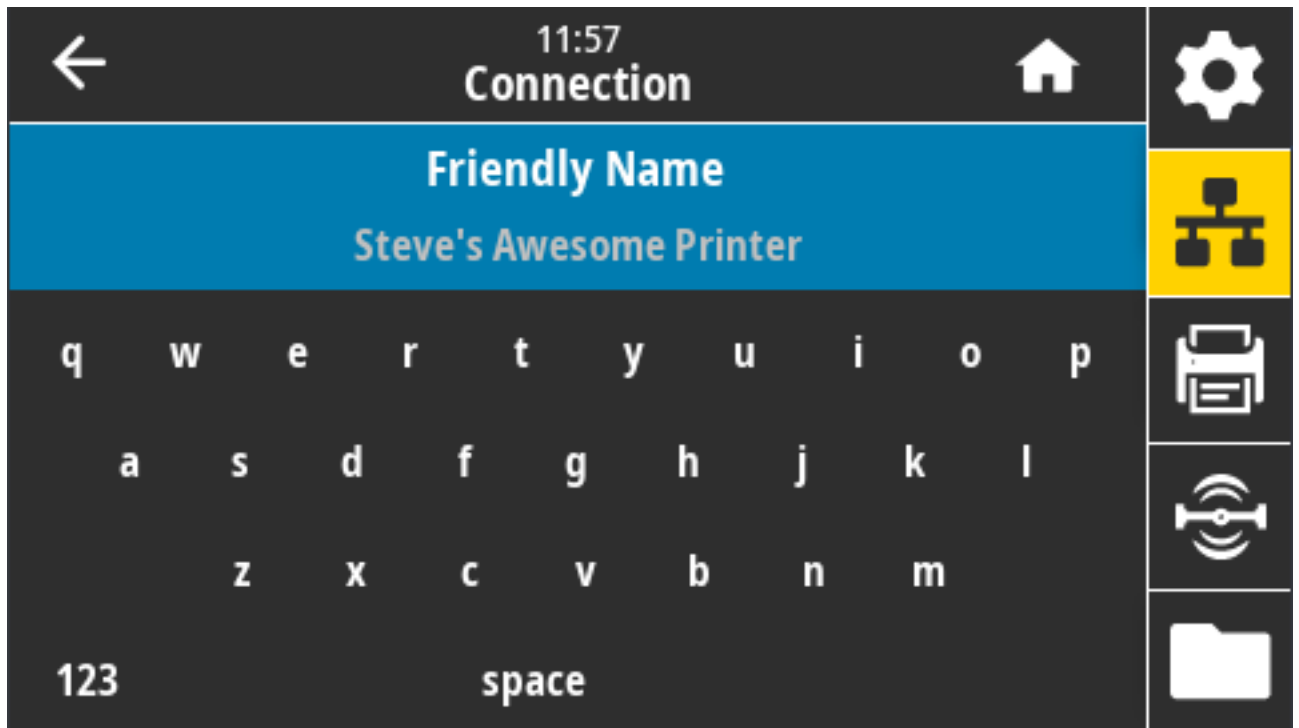 11:57
Connection
Friendly Name
Steve's Awesome Printer
q w e r t y u i o p
a s d f g h j k l
z x c v b n m
123 space